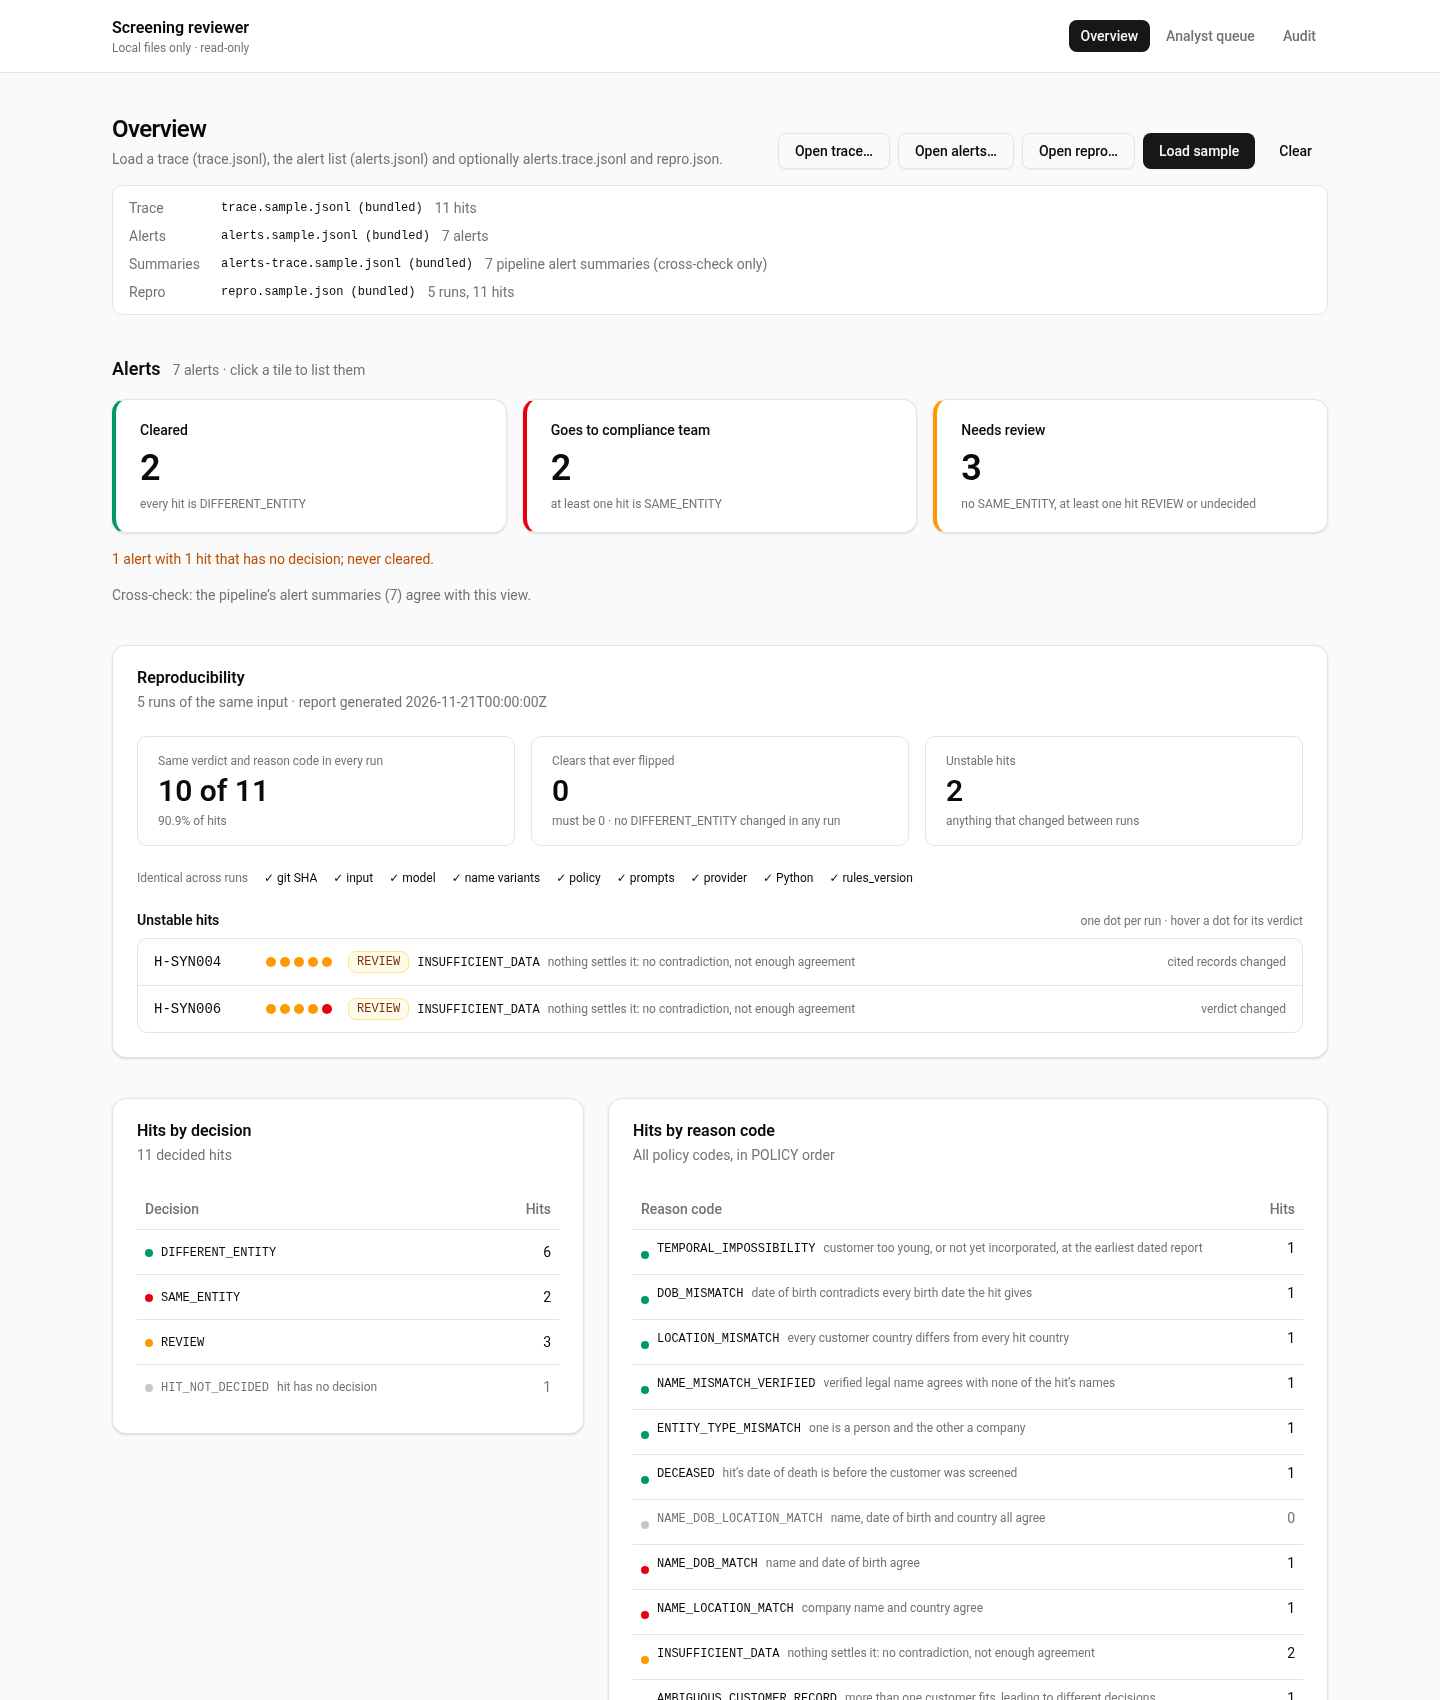 Screening reviewer
Local files only · read-only
Overview
Analyst queue
Audit
Overview
Load a trace (trace.jsonl), the alert list (alerts.jsonl) and optionally alerts.trace.jsonl and repro.json.
Open trace…
Open alerts…
Open repro…
Load sample
Clear
Trace trace.sample.jsonl (bundled) 11 hits
Alerts alerts.sample.jsonl (bundled) 7 alerts
Summaries alerts-trace.sample.jsonl (bundled) 7 pipeline alert summaries (cross-check only)
Repro repro.sample.json (bundled) 5 runs, 11 hits
Alerts 7 alerts · click a tile to list them
Cleared
2
every hit is DIFFERENT_ENTITY
Goes to compliance team
2
at least one hit is SAME_ENTITY
Needs review
3
no SAME_ENTITY, at least one hit REVIEW or undecided
1 alert with 1 hit that has no decision; never cleared.
Cross-check: the pipeline’s alert summaries (7) agree with this view.
Reproducibility
5 runs of the same input · report generated 2026-11-21T00:00:00Z
Same verdict and reason code in every run
10 of 11
90.9% of hits
Clears that ever flipped
0
must be 0 · no DIFFERENT_ENTITY changed in any run
Unstable hits
2
anything that changed between runs
Identical across runs ✓ git SHA ✓ input ✓ model ✓ name variants ✓ policy ✓ prompts ✓ provider ✓ Python ✓ rules_version
Unstable hits one dot per run · hover a dot for its verdict
H-SYN004 REVIEW INSUFFICIENT_DATA nothing settles it: no contradiction, not enough agreement cited records changed
H-SYN006 REVIEW INSUFFICIENT_DATA nothing settles it: no contradiction, not enough agreement verdict changed
Hits by decision
11 decided hits
Decision Hits
DIFFERENT_ENTITY 6
SAME_ENTITY 2
REVIEW 3
HIT_NOT_DECIDED hit has no decision 1
Hits by reason code
All policy codes, in POLICY order
Reason code Hits
TEMPORAL_IMPOSSIBILITY customer too young, or not yet incorporated, at the earliest dated report 1
DOB_MISMATCH date of birth contradicts every birth date the hit gives 1
LOCATION_MISMATCH every customer country differs from every hit country 1
NAME_MISMATCH_VERIFIED verified legal name agrees with none of the hit’s names 1
ENTITY_TYPE_MISMATCH one is a person and the other a company 1
DECEASED hit’s date of death is before the customer was screened 1
NAME_DOB_LOCATION_MATCH name, date of birth and country all agree 0
NAME_DOB_MATCH name and date of birth agree 1
NAME_LOCATION_MATCH company name and country agree 1
INSUFFICIENT_DATA nothing settles it: no contradiction, not enough agreement 2
AMBIGUOUS_CUSTOMER_RECORD more than one customer fits, leading to different decisions 1